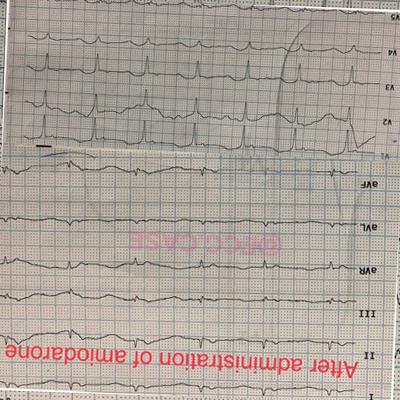 I
After administration of amiodarone
II
III
aVR
@ECG CASE
aVL
aVF
V1
V2
V3
V4
V5